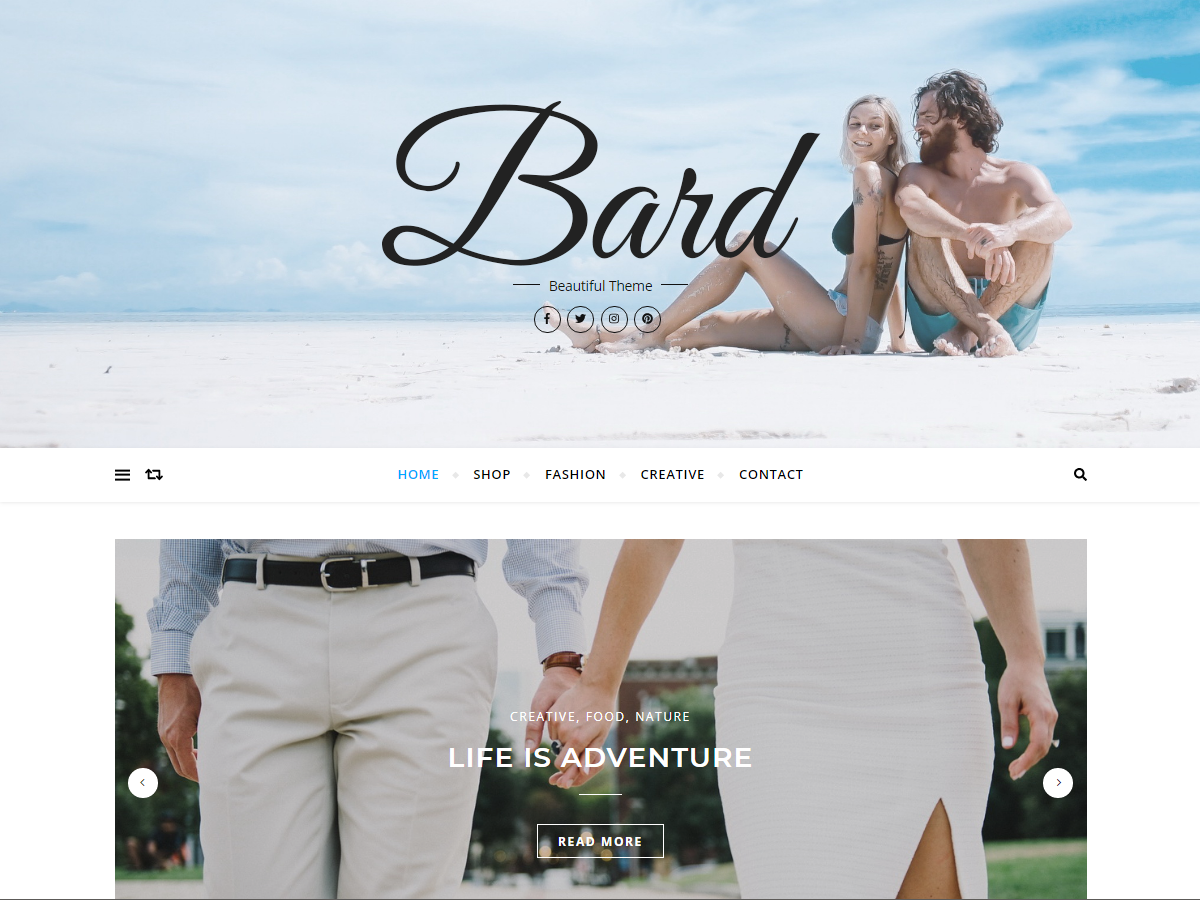 Bard
Beautiful Theme
HOME SHOP FASHION CREATIVE CONTACT
CREATIVE, FOOD, NATURE
LIFE IS ADVENTURE
READ MORE